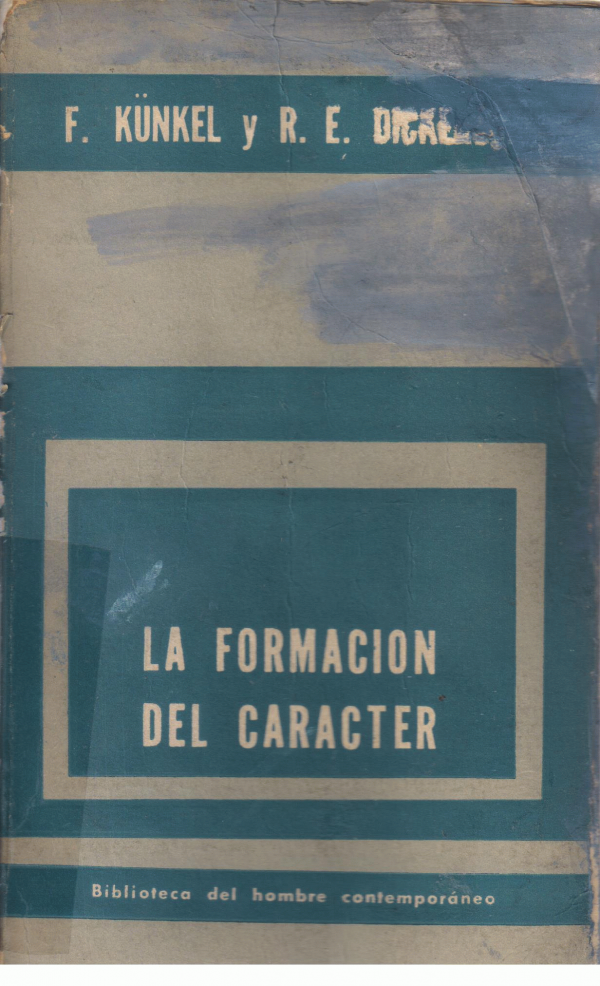 F. KÜNKEL y R. E.
LA FORMACION
DEL CARACTER
Biblioteca del hombre contemporáneo